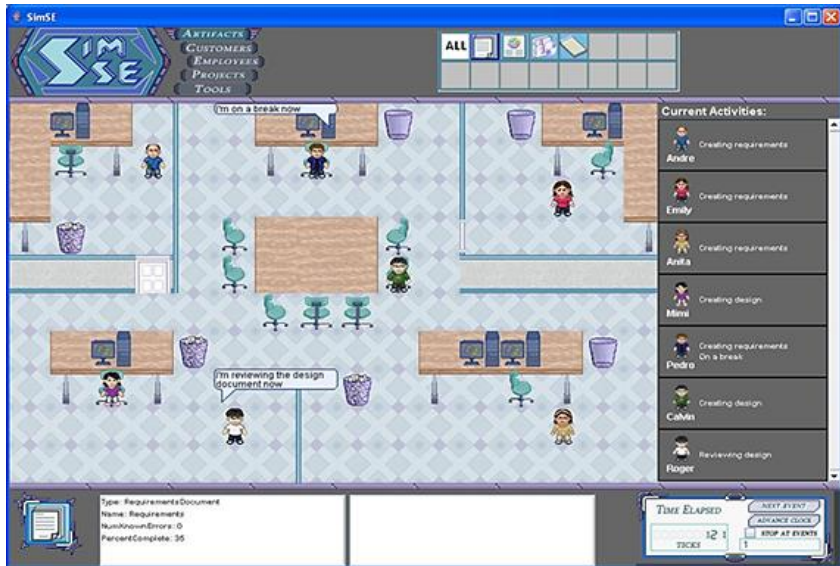 SimSE
SIM
SE
ARTIFACTS
CUSTOMERS
EMPLOYEES
PROJECTS
TOOLS
ALL
I'm on a break now
I'm reviewing the design
document now
Current Activities:
Creating requirements
Andre
Creating requirements
Emily
Creating requirements
Anita
Creating design
Mimi
Creating requirements
On a break
Pedro
Creating design
Calvin
Reviewing design
Roger
Type: RequirementsDocument
Name: Requirements
NumKnownErrors: 0
PercentComplete: 35
TIME ELAPSED
TICKS
NEXT EVENT
ADVANCE CLOCK
STOP AT EVENTS
1